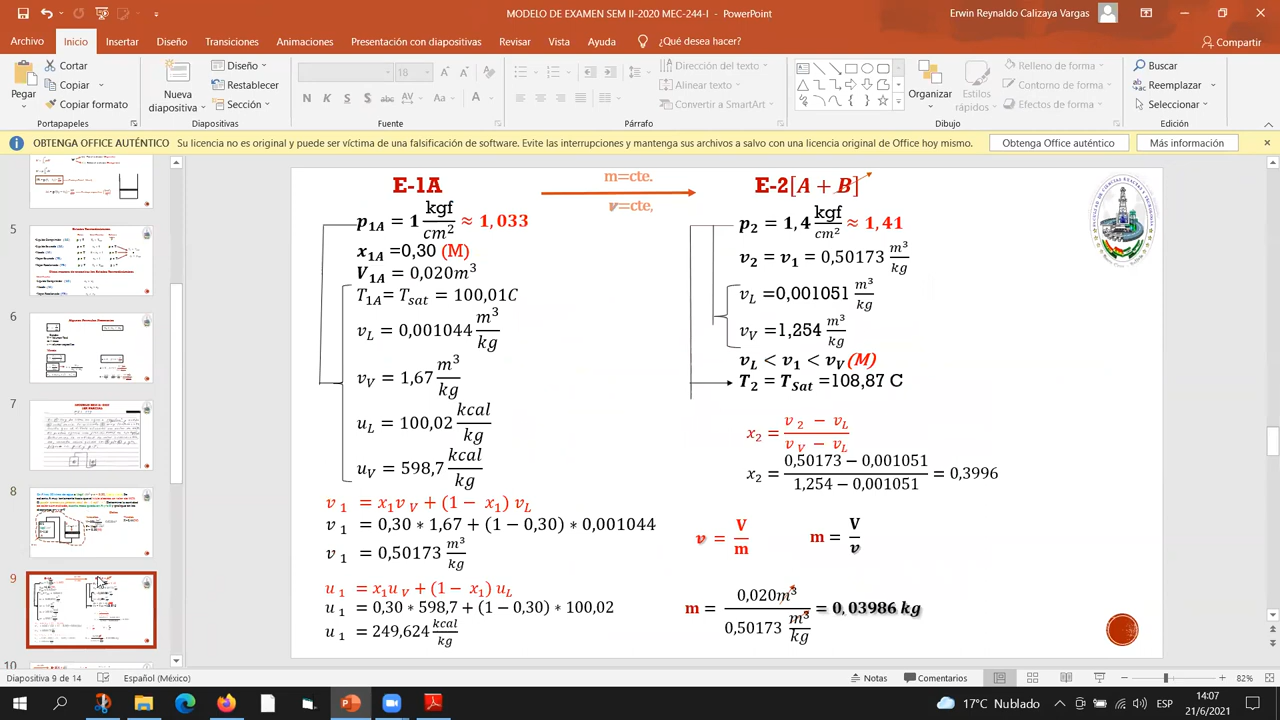 MODELO DE EXAMEN SEM II-2020 MEC-244-I - PowerPoint
Erwin Reynaldo Calizaya Vargas
Archivo Inicio Insertar Diseño Transiciones Animaciones Presentación con diapositivas Revisar Vista Ayuda ¿Qué desea hacer? Compartir
Pegar
Cortar
Copiar
Copiar formato
Portapapeles
Nueva diapositiva
Diseño
Restablecer
Sección
Diapositivas
18
N K S S abc AV Aa A
Fuente
Párrafo
Dirección del texto
Alinear texto
Convertir a SmartArt
Organizar
Estilos rápidos
Dibujo
Relleno de forma
Contorno de forma
Efectos de forma
Buscar
Reemplazar
Seleccionar
Edición
OBTENGA OFFICE AUTÉNTICO Su licencia no es original y puede ser víctima de una falsificación de software. Evite las interrupciones y mantenga sus archivos a salvo con una licencia original de Office hoy mismo. Obtenga Office auténtico Más información
6
7
8
9
10
E-1A
m=cte.
v=cte,
E-2[A + B]
p1A = 1 kgf/cm² ≈ 1,033
x1A =0,30 (M)
V1A = 0,020m³
T1A= Tsat = 100,01C
vL = 0,001044 m³/kg
vV = 1,67 m³/kg
uL = 100,02 kcal/kg
uV = 598,7 kcal/kg
v1 = x1vV + (1 − x1) vL
v1 = 0,30 ∗ 1,67 + (1 − 0,30) ∗ 0,001044
v1 = 0,50173 m³/kg
u1 = x1uV + (1 − x1) uL
u1 = 0,30 ∗ 598,7 + (1 − 0,30) ∗ 100,02
u1 = 249,624 kcal/kg
p2 = 1,4 kgf/cm² ≈ 1,41
v2 = v1 = 0,50173 m³/kg
vL =0,001051 m³/kg
vV =1,254 m³/kg
vL < v1 < vV (M)
T2 = TSat =108,87 C
x2 = (v2 − vL)/(vV − vL)
x2 = (0,50173 − 0,001051)/(1,254 − 0,001051) = 0,3996
v = V/m m = V/v
m = 0,020m³/(0,50173 m³/kg) = 0,03986 kg
Diapositiva 9 de 14 Español (México) Notas Comentarios 82%
17°C Nublado ESP 14:07
21/6/2021